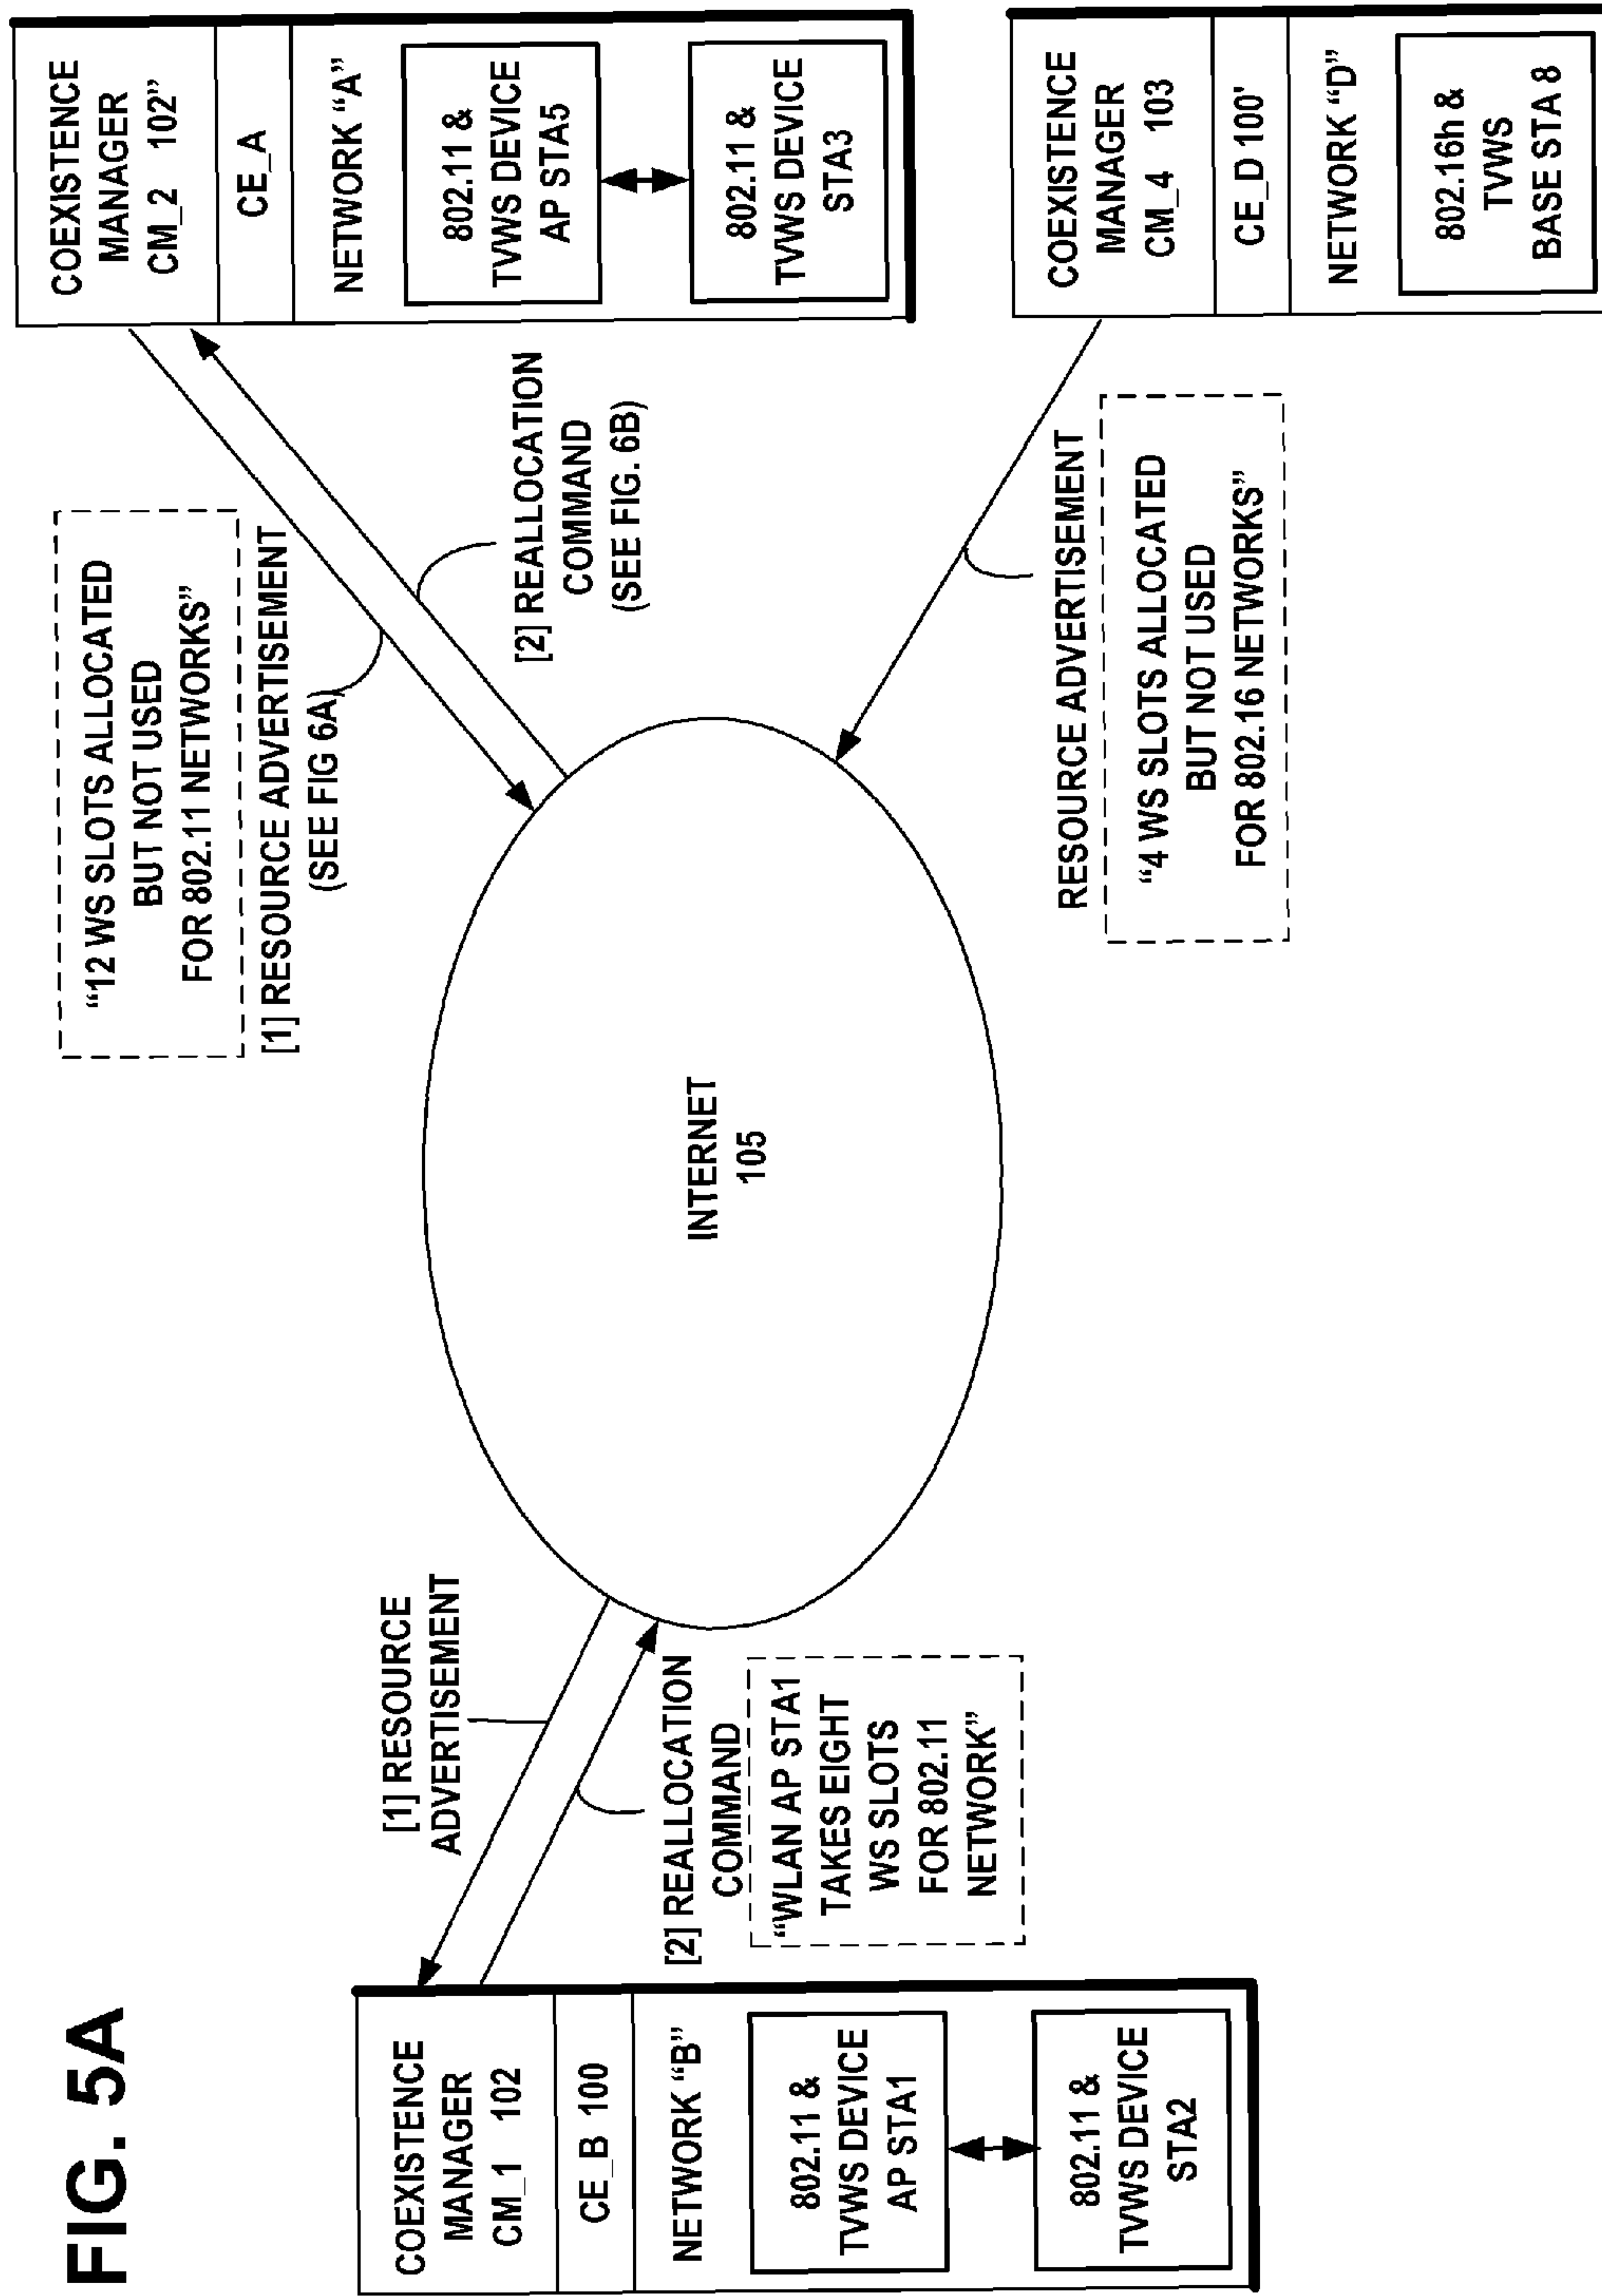 FIG. 5A
COEXISTENCE
MANAGER
CM_1 102
CE_B 100
NETWORK “B”
802.11 &
TVWS DEVICE
AP STA1
802.11 &
TVWS DEVICE
STA2
[1] RESOURCE
ADVERTISEMENT
[2] REALLOCATION
COMMAND
“WLAN AP STA1
TAKES EIGHT
WS SLOTS
FOR 802.11
NETWORK”
INTERNET
105
“12 WS SLOTS ALLOCATED
BUT NOT USED
FOR 802.11 NETWORKS”
[1] RESOURCE ADVERTISEMENT
(SEE FIG 6A)
[2] REALLOCATION
COMMAND
(SEE FIG. 6B)
RESOURCE ADVERTISEMENT
“4 WS SLOTS ALLOCATED
BUT NOT USED
FOR 802.16 NETWORKS”
COEXISTENCE
MANAGER
CM_2 102”
CE_A
NETWORK “A”
802.11 &
TVWS DEVICE
AP STA5
802.11 &
TVWS DEVICE
STA3
COEXISTENCE
MANAGER
CM_4 103
CE_D 100'
NETWORK “D”
802.16h &
TVWS
BASE STA 8